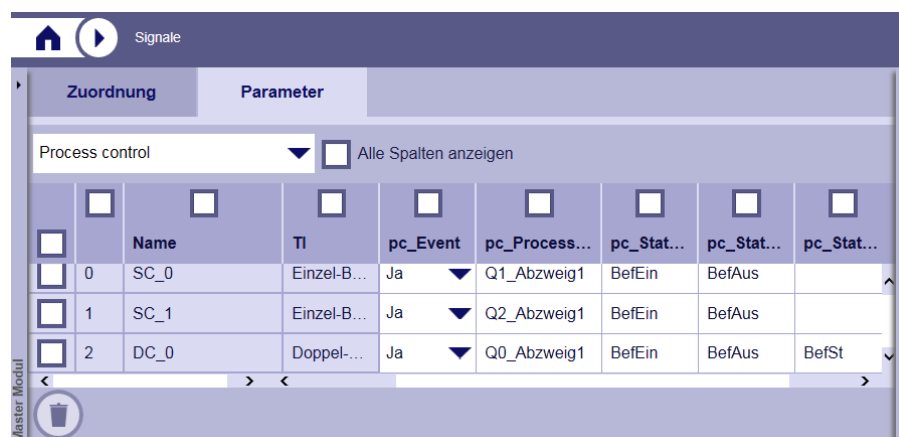 Signale
Zuordnung Parameter
Process control Alle Spalten anzeigen
Name TI pc_Event pc_Process... pc_Stat... pc_Stat... pc_Stat...
0 SC_0 Einzel-B... Ja Q1_Abzweig1 BefEin BefAus
1 SC_1 Einzel-B... Ja Q2_Abzweig1 BefEin BefAus
2 DC_0 Doppel-... Ja Q0_Abzweig1 BefEin BefAus BefSt
Master Modul